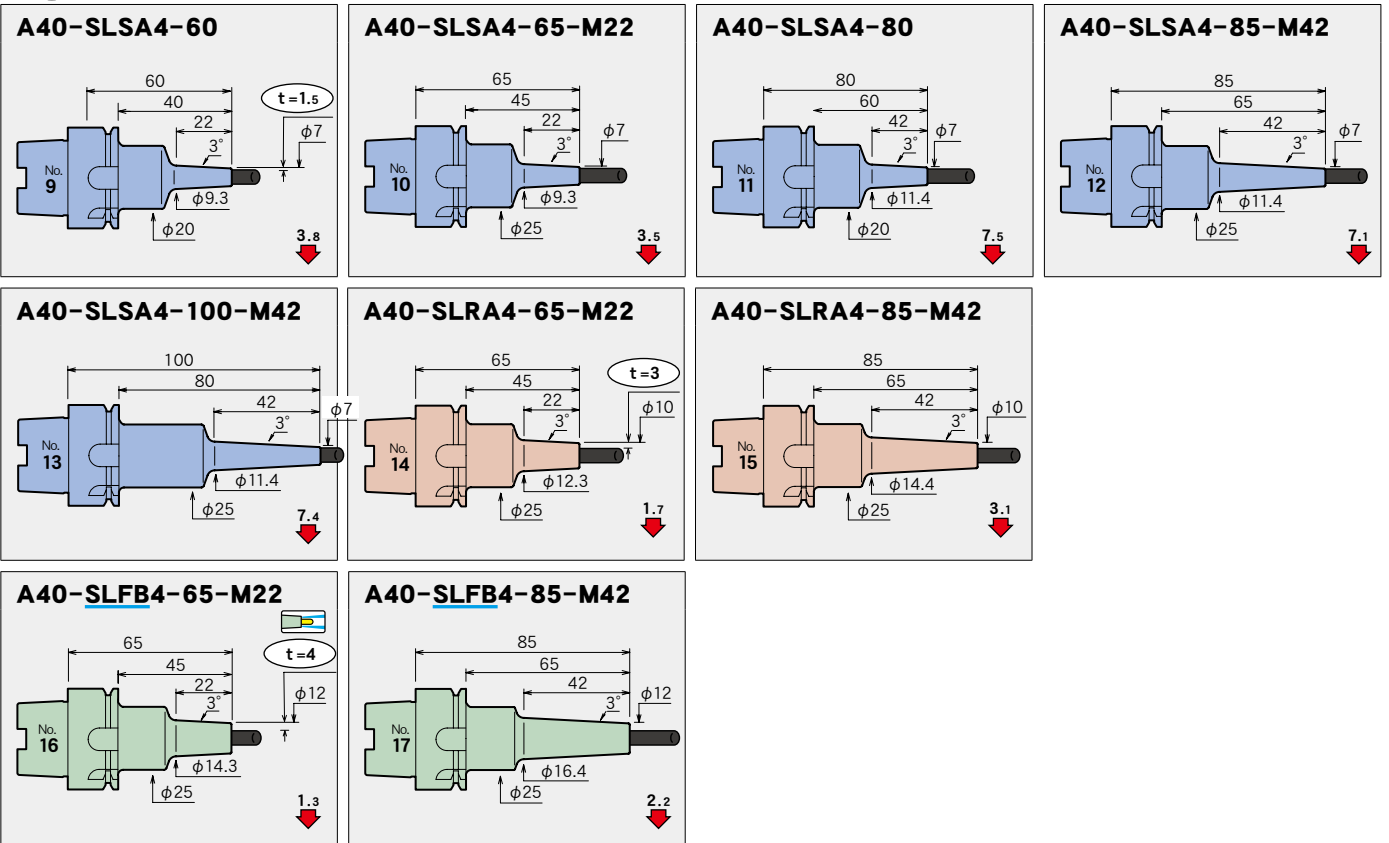 A40-SLSA4-60
60
40
22
t=1.5
φ7
3°
No.
9
φ9.3
φ20
3.8
A40-SLSA4-65-M22
65
45
22
φ7
3°
No.
10
φ9.3
φ25
3.5
A40-SLSA4-80
80
60
42
φ7
3°
No.
11
φ11.4
φ20
7.5
A40-SLSA4-85-M42
85
65
42
φ7
3°
No.
12
φ11.4
φ25
7.1
A40-SLSA4-100-M42
100
80
42
φ7
3°
No.
13
φ11.4
φ25
7.4
A40-SLRA4-65-M22
65
45
22
t=3
φ10
3°
No.
14
φ12.3
φ25
1.7
A40-SLRA4-85-M42
85
65
42
φ10
3°
No.
15
φ14.4
φ25
3.1
A40-SLFB4-65-M22
65
45
22
t=4
φ12
3°
No.
16
φ14.3
φ25
1.3
A40-SLFB4-85-M42
85
65
42
φ12
3°
No.
17
φ16.4
φ25
2.2